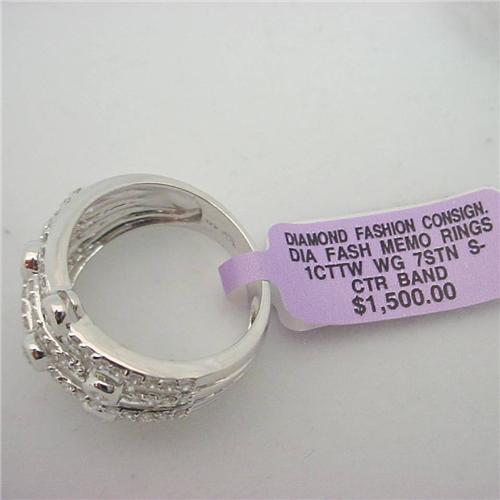 DIAMOND FASHION CONSIGN.
DIA FASH MEMO RINGS
1CTTW WG 7STN S-
CTR BAND
$1,500.00